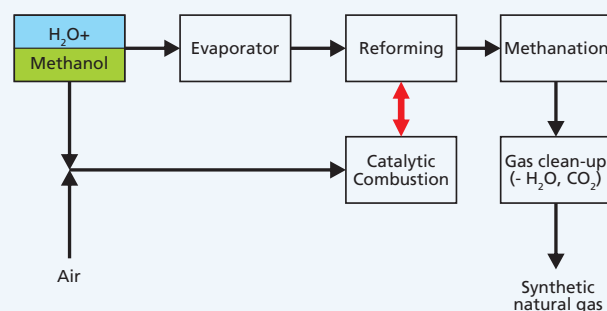 H₂O+
Methanol
Evaporator
Reforming
Methanation
Catalytic
Combustion
Gas clean-up
(- H₂O, CO₂)
Air
Synthetic
natural gas